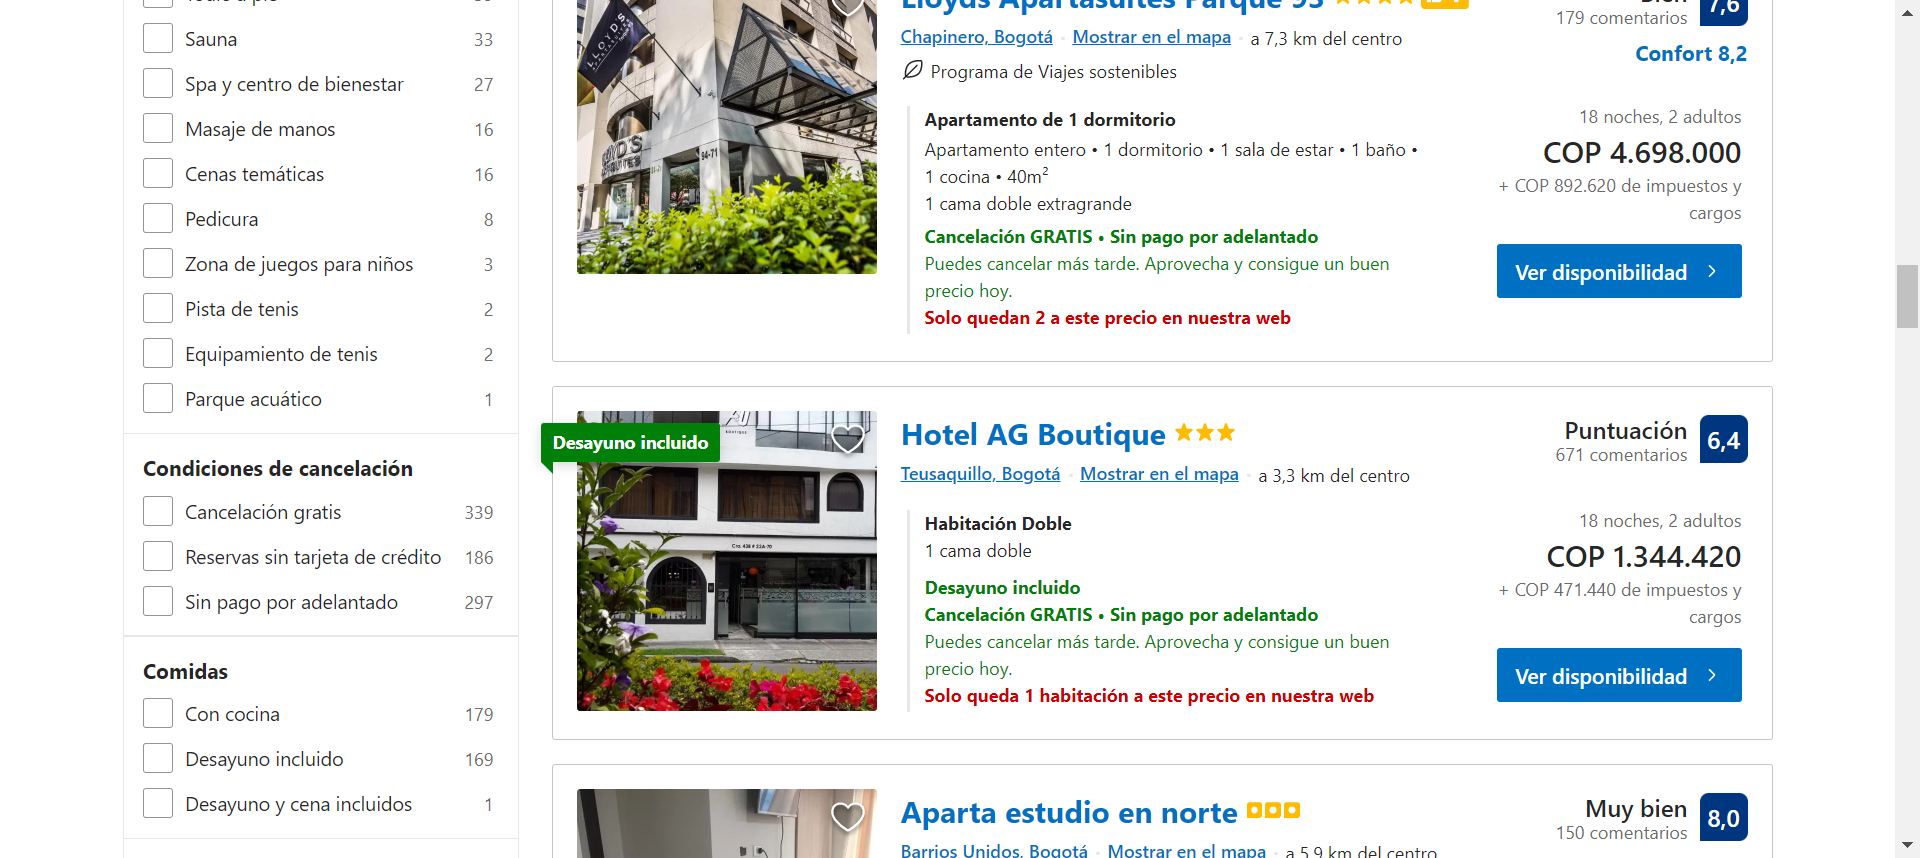 Sauna 33
Spa y centro de bienestar 27
Masaje de manos 16
Cenas temáticas 16
Pedicura 8
Zona de juegos para niños 3
Pista de tenis 2
Equipamiento de tenis 2
Parque acuático 1
Condiciones de cancelación
Cancelación gratis 339
Reservas sin tarjeta de crédito 186
Sin pago por adelantado 297
Comidas
Con cocina 179
Desayuno incluido 169
Desayuno y cena incluidos 1
Lloyds Apartasuites Parque 93
Bien 7,6
179 comentarios
Chapinero, Bogotá Mostrar en el mapa a 7,3 km del centro
Confort 8,2
Programa de Viajes sostenibles
LLOYD'S
94-71
Apartamento de 1 dormitorio
Apartamento entero • 1 dormitorio • 1 sala de estar • 1 baño •
1 cocina • 40m²
1 cama doble extragrande
Cancelación GRATIS • Sin pago por adelantado
Puedes cancelar más tarde. Aprovecha y consigue un buen
precio hoy.
Solo quedan 2 a este precio en nuestra web
18 noches, 2 adultos
COP 4.698.000
+ COP 892.620 de impuestos y
cargos
Ver disponibilidad
Desayuno incluido
BOUTIQUE
Hotel AG Boutique
Puntuación 6,4
671 comentarios
Teusaquillo, Bogotá Mostrar en el mapa a 3,3 km del centro
Habitación Doble
1 cama doble
Desayuno incluido
Cancelación GRATIS • Sin pago por adelantado
Puedes cancelar más tarde. Aprovecha y consigue un buen
precio hoy.
Solo queda 1 habitación a este precio en nuestra web
18 noches, 2 adultos
COP 1.344.420
+ COP 471.440 de impuestos y
cargos
Ver disponibilidad
Aparta estudio en norte
Muy bien 8,0
150 comentarios
Barrios Unidos, Bogotá Mostrar en el mapa a 5,9 km del centro